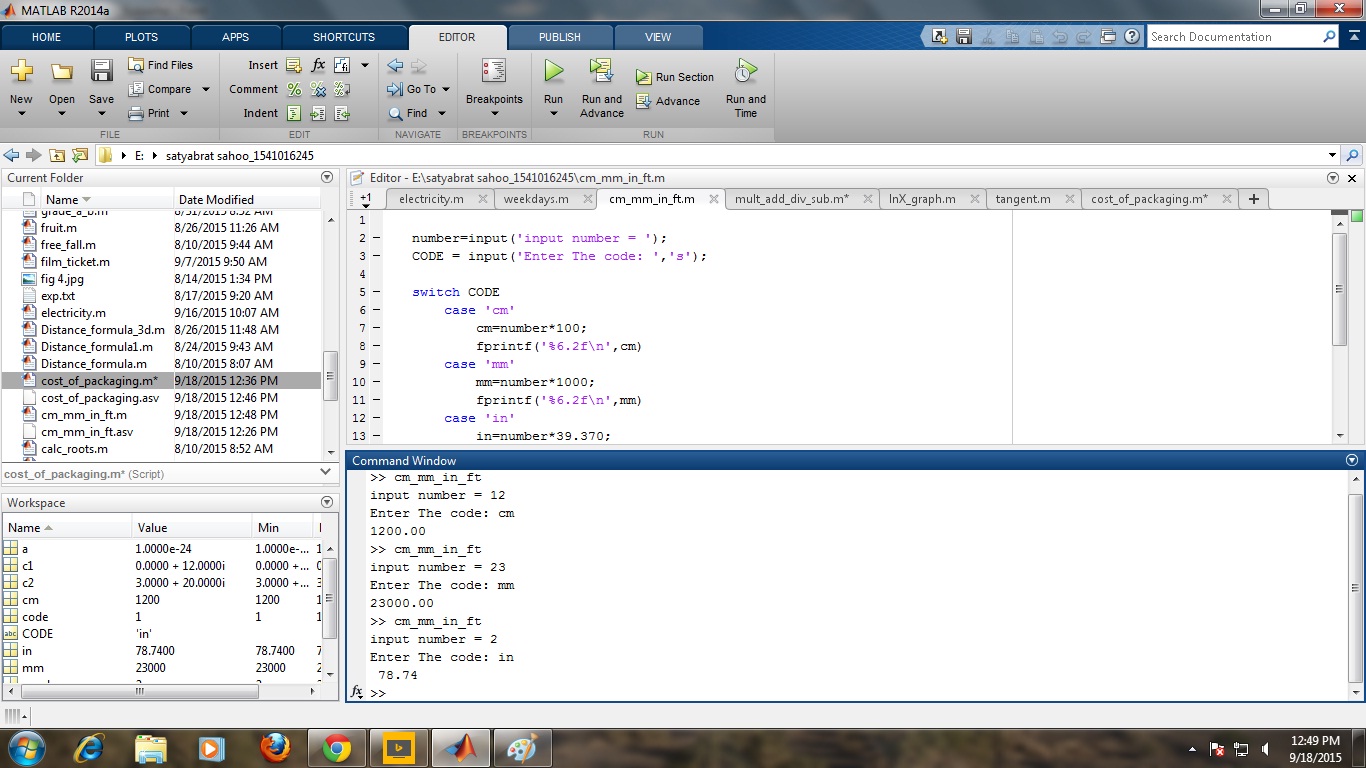 MATLAB R2014a
HOME PLOTS APPS SHORTCUTS EDITOR PUBLISH VIEW
Search Documentation
New Open Save Find Files Compare Print
Insert fx Comment Indent
Go To Find
Breakpoints
Run Run and Advance Run Section Advance Run and Time
FILE EDIT NAVIGATE BREAKPOINTS RUN
E: satyabrat sahoo_1541016245
Current Folder
Name Date Modified
grade_a_b.m 8/31/2015 8:52 AM
fruit.m 8/26/2015 11:26 AM
free_fall.m 8/10/2015 9:44 AM
film_ticket.m 9/7/2015 9:50 AM
fig 4.jpg 8/14/2015 1:34 PM
exp.txt 8/17/2015 9:20 AM
electricity.m 9/16/2015 10:07 AM
Distance_formula_3d.m 8/26/2015 11:48 AM
Distance_formula1.m 8/24/2015 9:43 AM
Distance_formula.m 8/10/2015 8:07 AM
cost_of_packaging.m* 9/18/2015 12:36 PM
cost_of_packaging.asv 9/18/2015 12:46 PM
cm_mm_in_ft.m 9/18/2015 12:48 PM
cm_mm_in_ft.asv 9/18/2015 12:26 PM
calc_roots.m 8/10/2015 8:52 AM
cost_of_packaging.m* (Script)
Workspace
Name Value Min
a 1.0000e-24 1.0000e-... 1
c1 0.0000 + 12.0000i 0.0000 +... 0
c2 3.0000 + 20.0000i 3.0000 +... 3
cm 1200 1200 1
code 1 1 1
abc CODE 'in'
in 78.7400 78.7400 7
mm 23000 23000 2
Editor - E:\satyabrat sahoo_1541016245\cm_mm_in_ft.m
+1 electricity.m weekdays.m cm_mm_in_ft.m mult_add_div_sub.m* lnX_graph.m tangent.m cost_of_packaging.m* +
1
2 – number=input('input number = ');
3 – CODE = input('Enter The code: ','s');
4
5 – switch CODE
6 – case 'cm'
7 – cm=number*100;
8 – fprintf('%6.2f\n',cm)
9 – case 'mm'
10 – mm=number*1000;
11 – fprintf('%6.2f\n',mm)
12 – case 'in'
13 – in=number*39.370;
Command Window
>> cm_mm_in_ft
input number = 12
Enter The code: cm
1200.00
>> cm_mm_in_ft
input number = 23
Enter The code: mm
23000.00
>> cm_mm_in_ft
input number = 2
Enter The code: in
78.74
fx >>
12:49 PM
9/18/2015